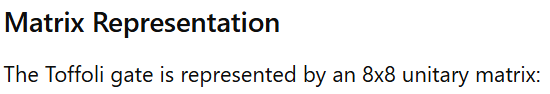 Matrix Representation
The Toffoli gate is represented by an 8x8 unitary matrix: